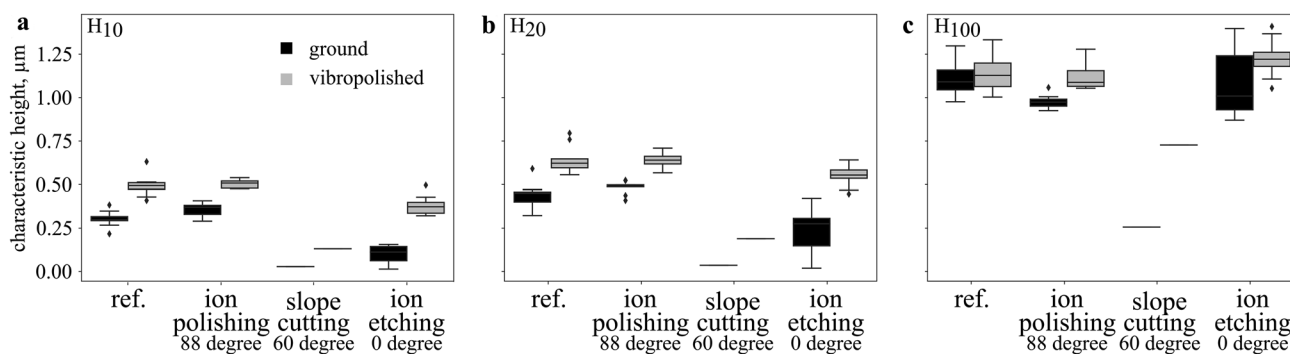 a
H10
ground
vibropolished
characteristic height, μm
1.25
1.00
0.75
0.50
0.25
0.00
ref.
ion
polishing
88 degree
slope
cutting
60 degree
ion
etching
0 degree
b
H20
ref.
ion
polishing
88 degree
slope
cutting
60 degree
ion
etching
0 degree
c
H100
ref.
ion
polishing
88 degree
slope
cutting
60 degree
ion
etching
0 degree